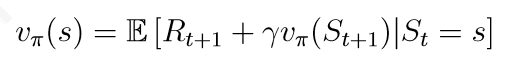 v_π(s) = 𝔼 [R_{t+1} + γv_π(S_{t+1})|S_t = s]